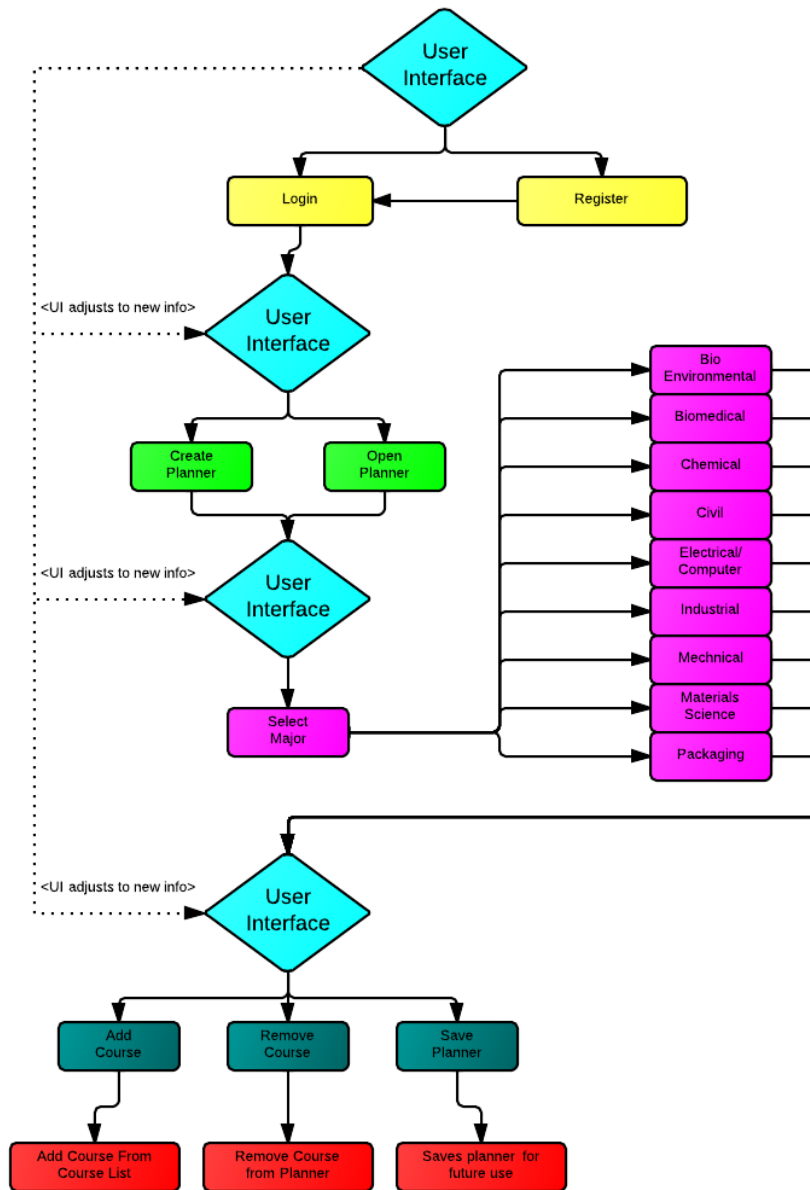 User
Interface
Login
Register
<UI adjusts to new info>
User
Interface
Bio
Environmental
Biomedical
Create
Planner
Open
Planner
Chemical
Civil
<UI adjusts to new info>
User
Interface
Electrical/
Computer
Industrial
Mechnical
Select
Major
Materials
Science
Packaging
<UI adjusts to new info>
User
Interface
Add
Course
Remove
Course
Save
Planner
Add Course From
Course List
Remove Course
from Planner
Saves planner for
future use